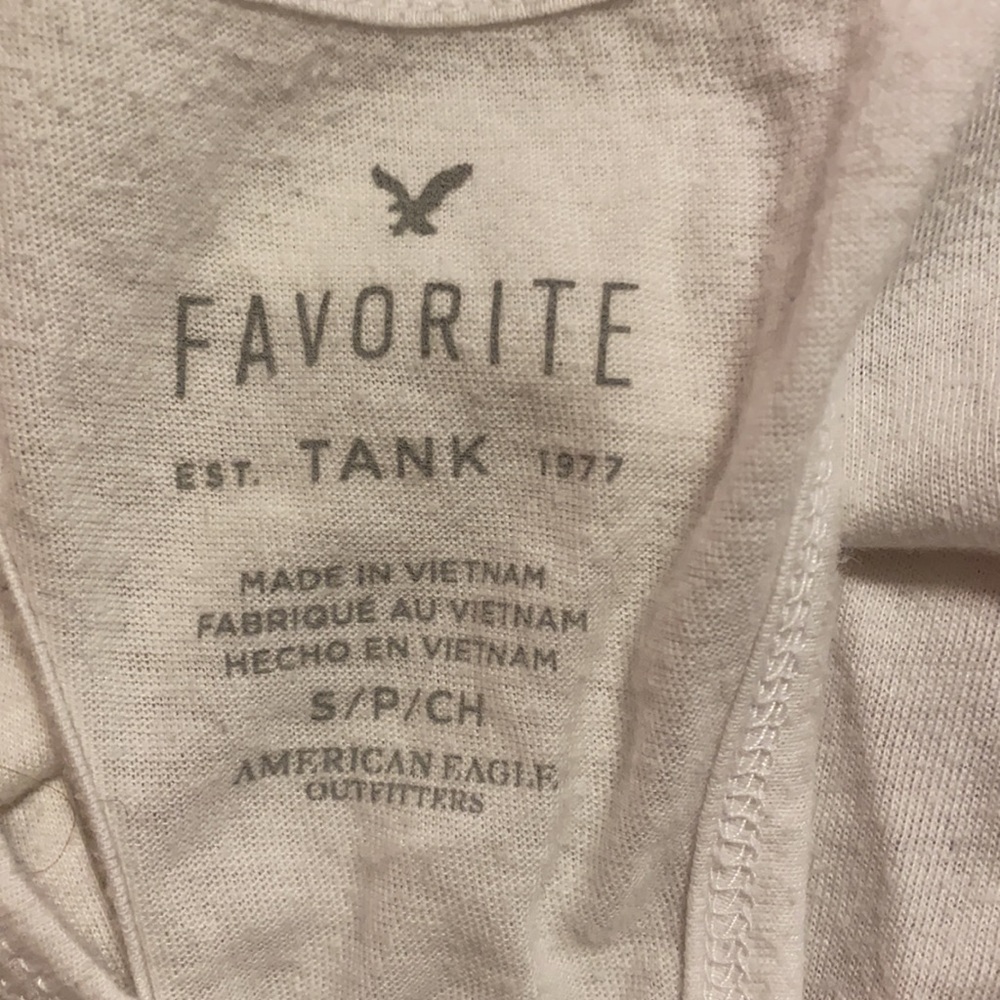 FAVORITE
EST. TANK 1977
MADE IN VIETNAM
FABRIQUÉ AU VIETNAM
HECHO EN VIETNAM
S/P/CH
AMERICAN EAGLE
OUTFITTERS